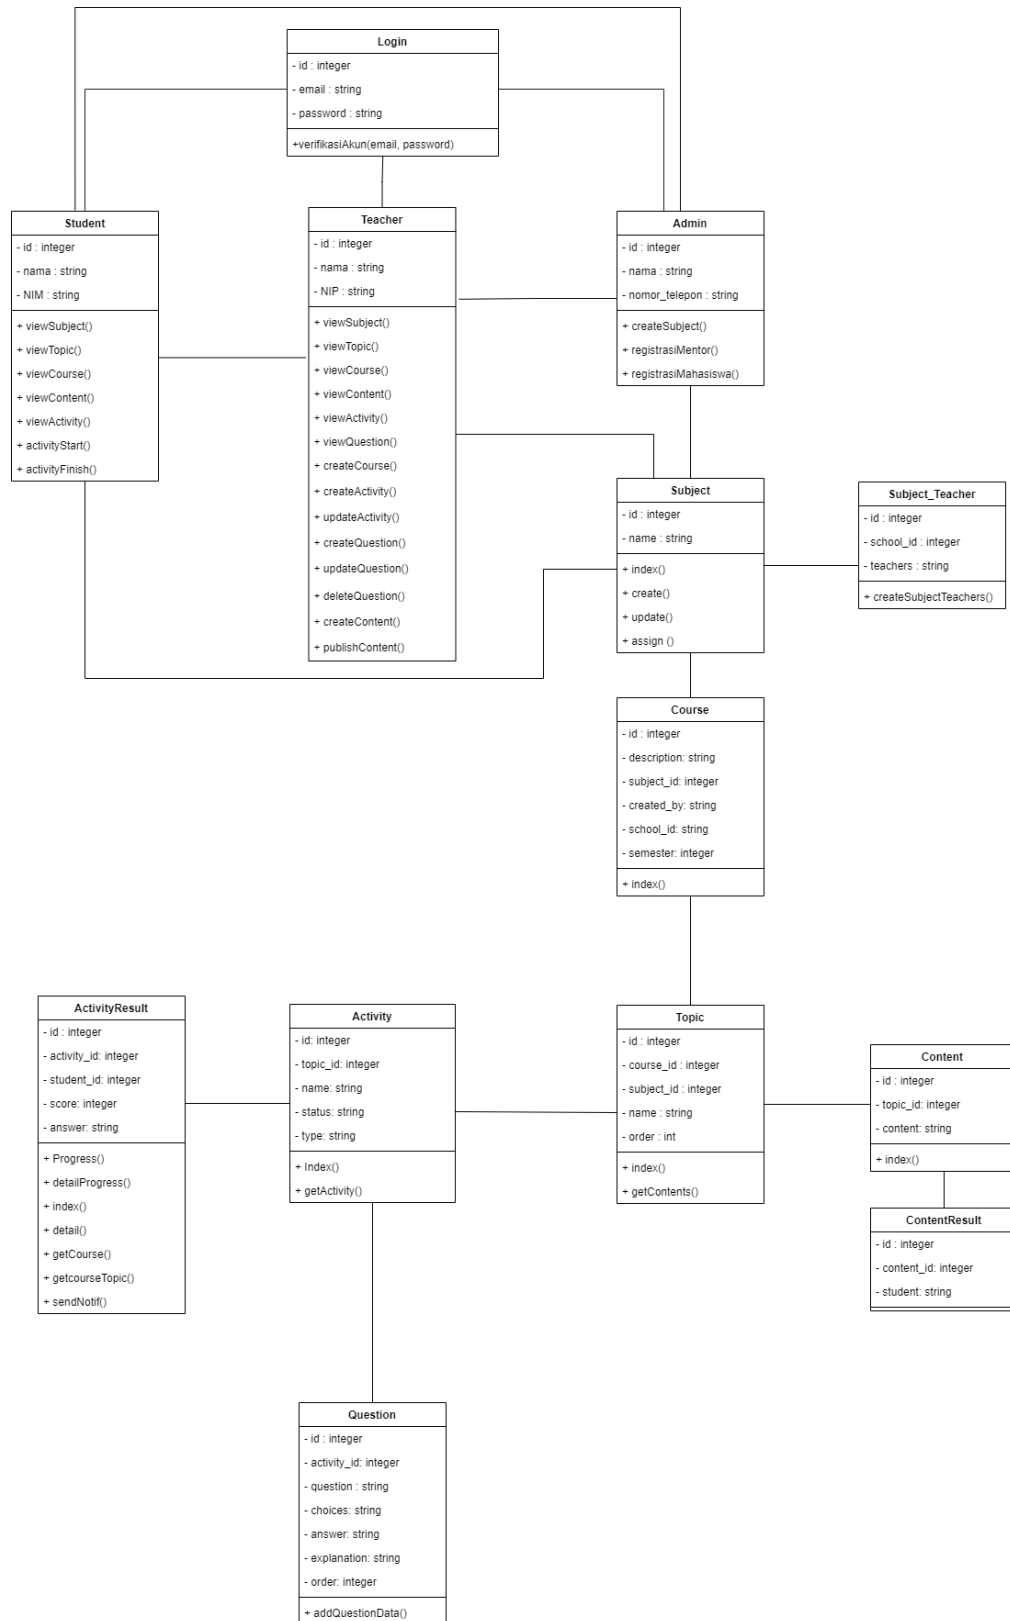 Login
- id : integer
- email : string
- password : string
+verifikasiAkun(email, password)
Student
- id : integer
- nama : string
- NIM : string
+ viewSubject()
+ viewTopic()
+ viewCourse()
+ viewContent()
+ viewActivity()
+ activityStart()
+ activityFinish()
Teacher
- id : integer
- nama : string
- NIP : string
+ viewSubject()
+ viewTopic()
+ viewCourse()
+ viewContent()
+ viewActivity()
+ viewQuestion()
+ createCourse()
+ createActivity()
+ updateActivity()
+ createQuestion()
+ updateQuestion()
+ deleteQuestion()
+ createContent()
+ publishContent()
Admin
- id : integer
- nama : string
- nomor_telepon : string
+ createSubject()
+ registrasiMentor()
+ registrasiMahasiswa()
Subject
- id : integer
- name : string
+ index()
+ create()
+ update()
+ assign ()
Subject_Teacher
- id : integer
- school_id : integer
- teachers : string
+ createSubjectTeachers()
Course
- id : integer
- description: string
- subject_id: integer
- created_by: string
- school_id: string
- semester: integer
+ index()
ActivityResult
- id : integer
- activity_id: integer
- student_id: integer
- score: integer
- answer: string
+ Progress()
+ detailProgress()
+ index()
+ detail()
+ getCourse()
+ getcourseTopic()
+ sendNotif()
Activity
- id: integer
- topic_id: integer
- name: string
- status: string
- type: string
+ Index()
+ getActivity()
Topic
- id : integer
- course_id : integer
- subject_id : integer
- name : string
- order : int
+ index()
+ getContents()
Content
- id : integer
- topic_id: integer
- content: string
+ index()
ContentResult
- id : integer
- content_id: integer
- student: string
Question
- id : integer
- activity_id: integer
- question : string
- choices: string
- answer: string
- explanation: string
- order: integer
+ addQuestionData()